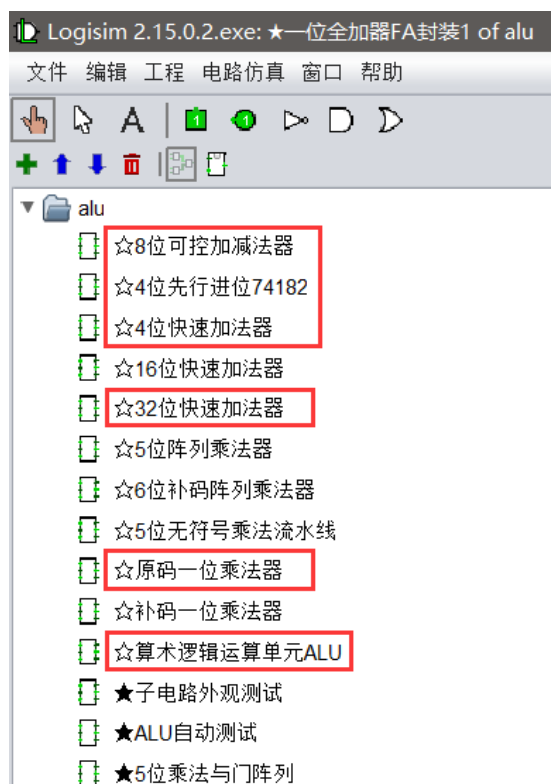 Logisim 2.15.0.2.exe: ★一位全加器FA封装1 of alu
文件 编辑 工程 电路仿真 窗口 帮助
A 1 1
alu
☆8位可控加减法器
☆4位先行进位74182
☆4位快速加法器
☆16位快速加法器
☆32位快速加法器
☆5位阵列乘法器
☆6位补码阵列乘法器
☆5位无符号乘法流水线
☆原码一位乘法器
☆补码一位乘法器
☆算术逻辑运算单元ALU
★子电路外观测试
★ALU自动测试
★5位乘法与门阵列